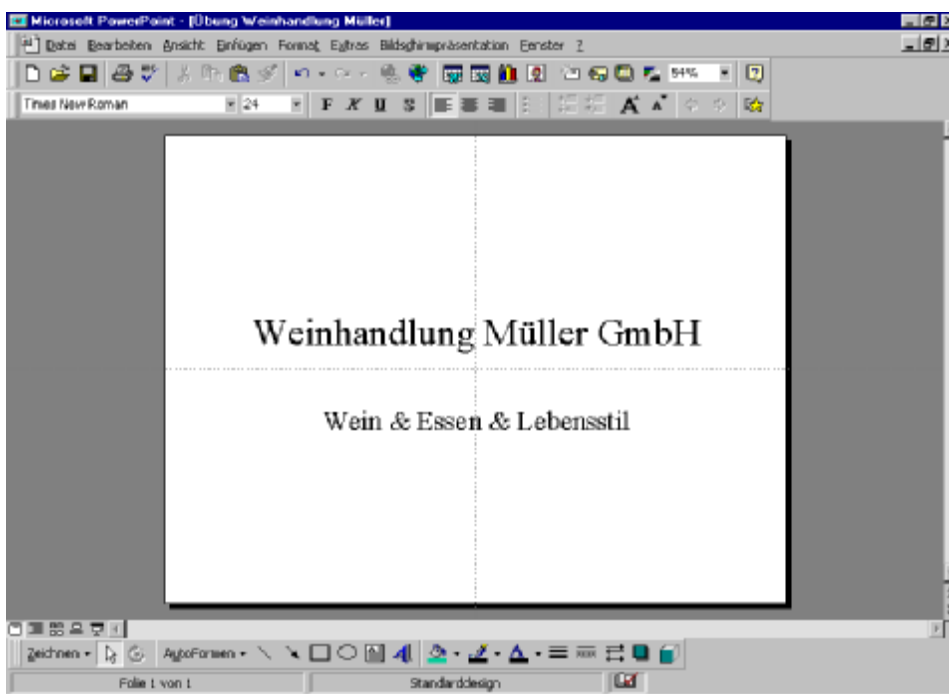 Microsoft PowerPoint - [Übung Weinhandlung Müller]
Datei Bearbeiten Ansicht Einfügen Format Extras Bildschirmpräsentation Fenster ?
54%
Times New Roman 24 F K U S A A
Weinhandlung Müller GmbH
Wein & Essen & Lebensstil
Zeichnen AutoFormen A A
Folie 1 von 1 Standarddesign